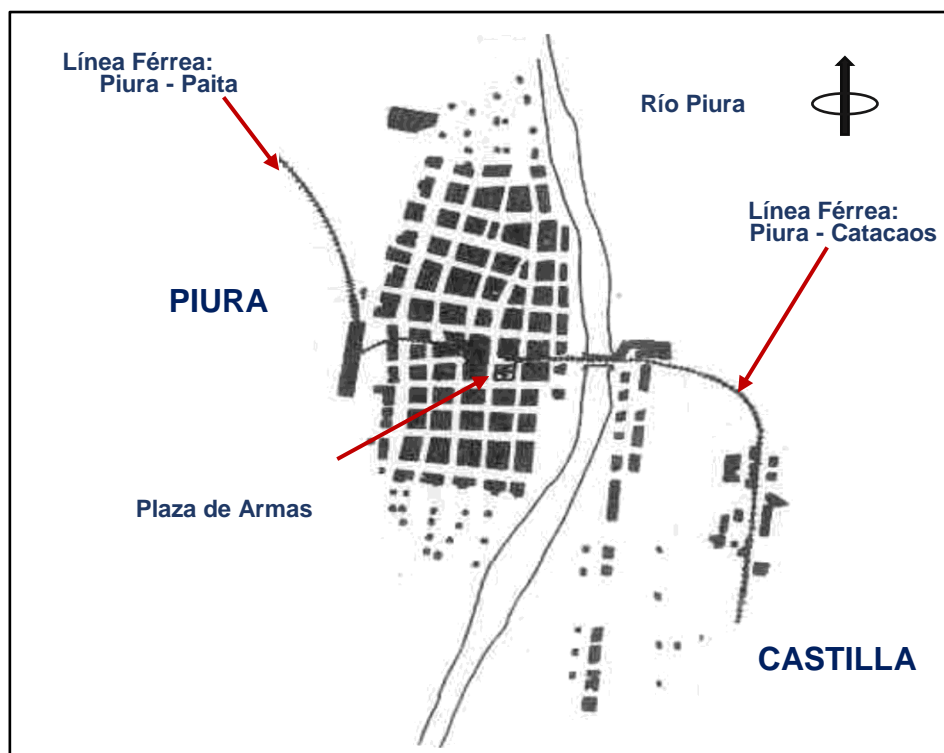 Línea Férrea:
Piura - Paita
Río Piura
Línea Férrea:
Piura - Catacaos
PIURA
Plaza de Armas
CASTILLA